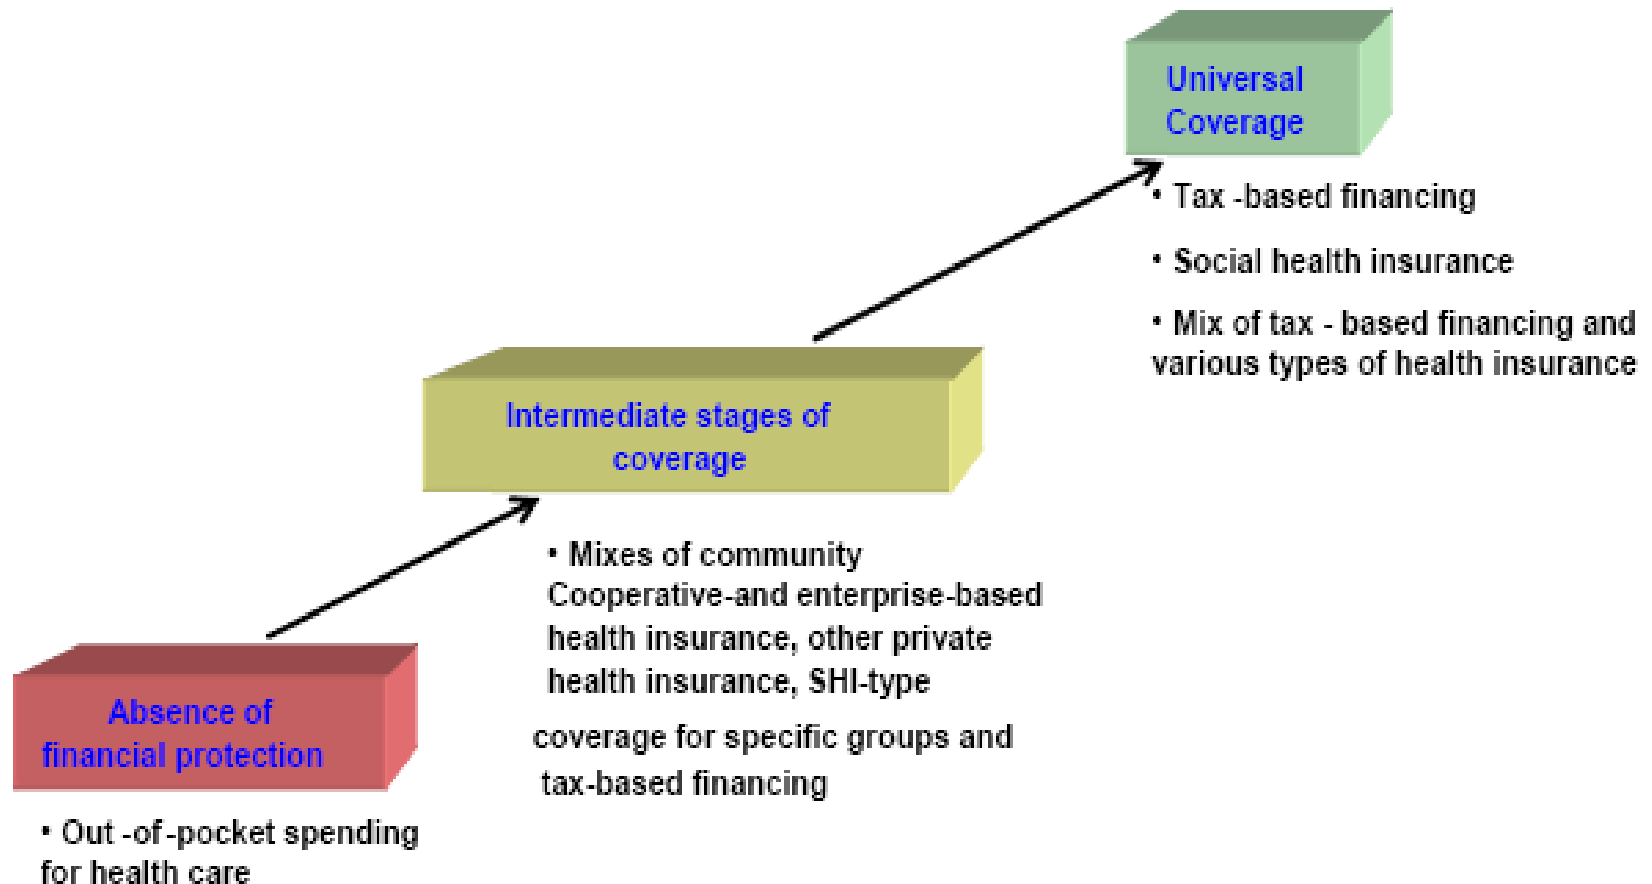 Universal
Coverage
• Tax -based financing
• Social health insurance
• Mix of tax - based financing and
various types of health insurance
Intermediate stages of
coverage
• Mixes of community
Cooperative-and enterprise-based
health insurance, other private
health insurance, SHI-type
coverage for specific groups and
tax-based financing
Absence of
financial protection
• Out -of-pocket spending
for health care